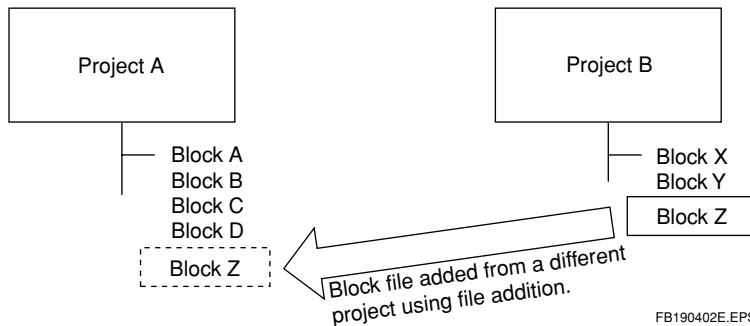 Project A
Project B
Block A
Block B
Block C
Block D
Block Z
Block X
Block Y
Block Z
Block file added from a different
project using file addition.
FB190402E.EPS